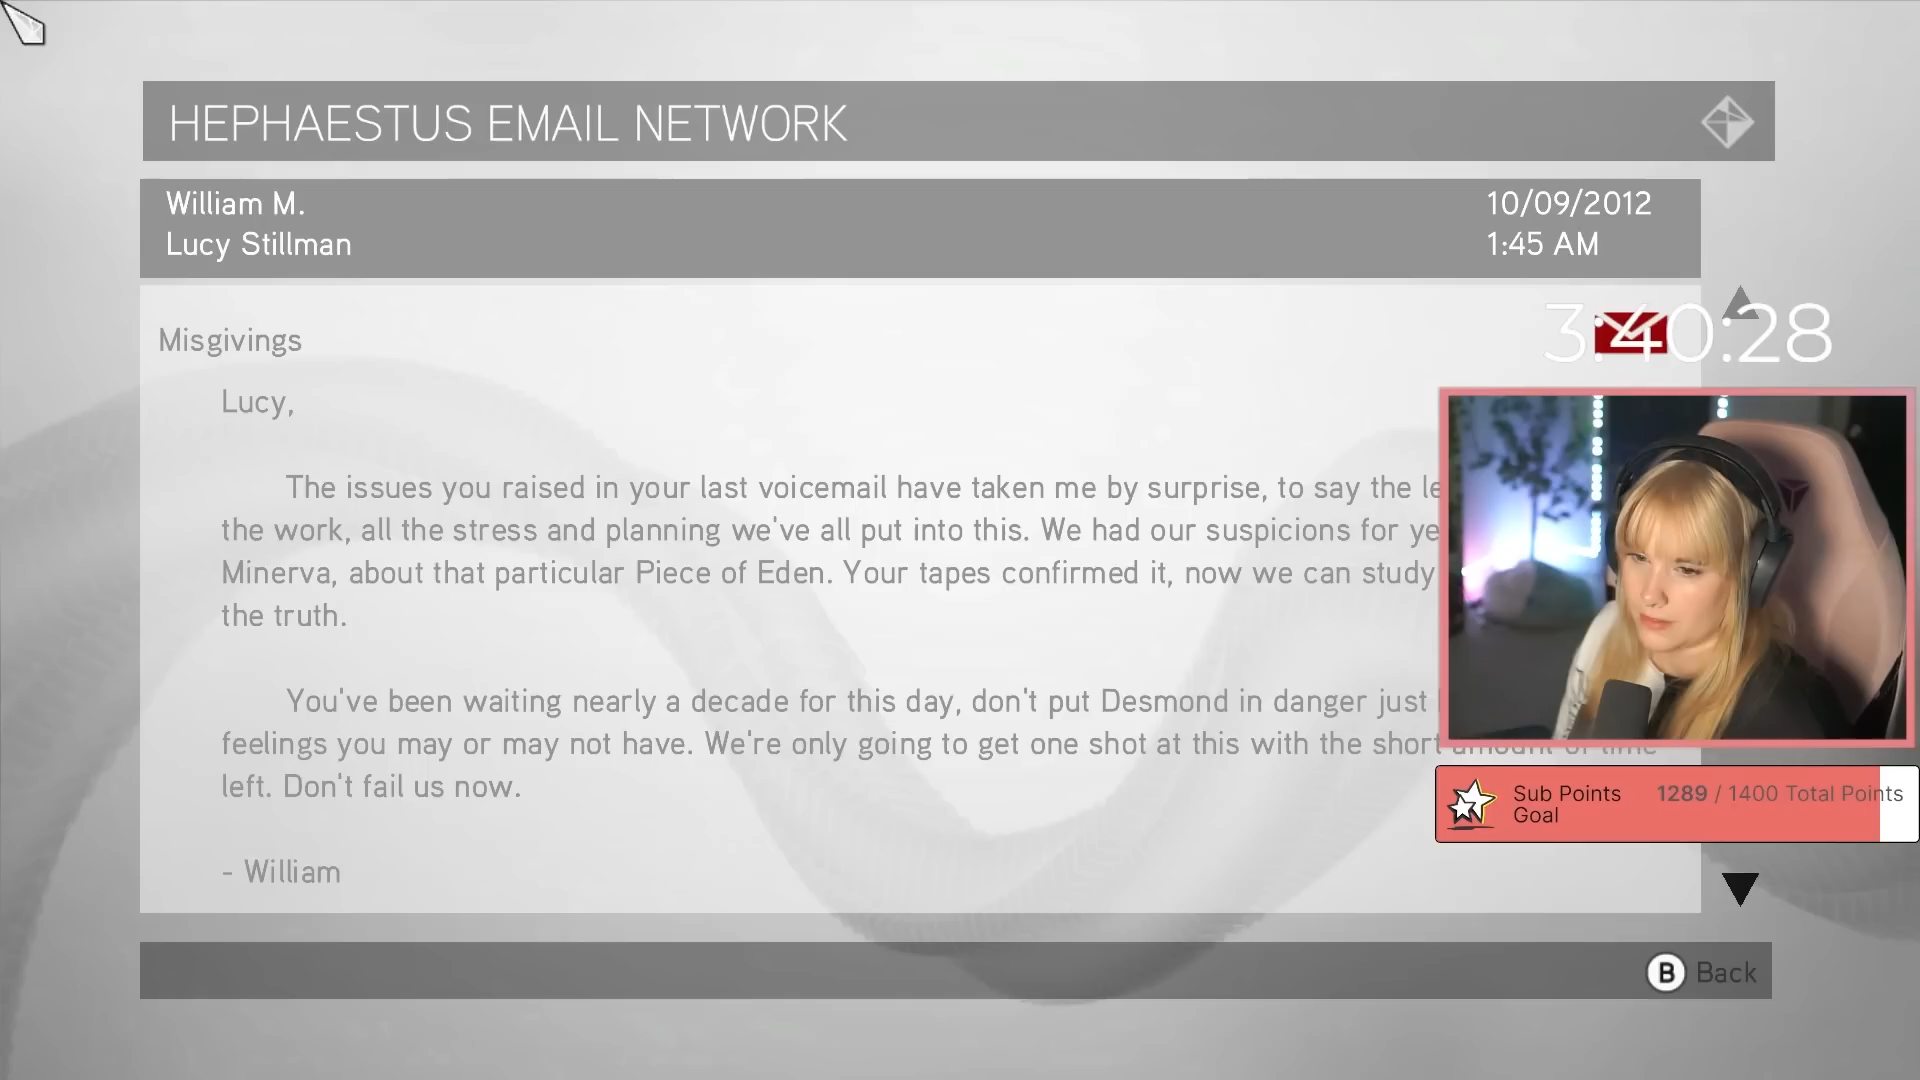 HEPHAESTUS EMAIL NETWORK
William M.
10/09/2012
Lucy Stillman
1:45 AM
3:40:28
Misgivings
Lucy,
The issues you raised in your last voicemail have taken me by surprise, to say the
the work, all the stress and planning we've all put into this. We had our suspicions for
Minerva, about that particular Piece of Eden. Your tapes confirmed it, now we can study
the truth.
You've been waiting nearly a decade for this day, don't put Desmond in danger just
feelings you may or may not have. We're only going to get one shot at this with the short amount of time
left. Don't fail us now.
- William
Sub Points Goal
1289 / 1400 Total Points
B Back